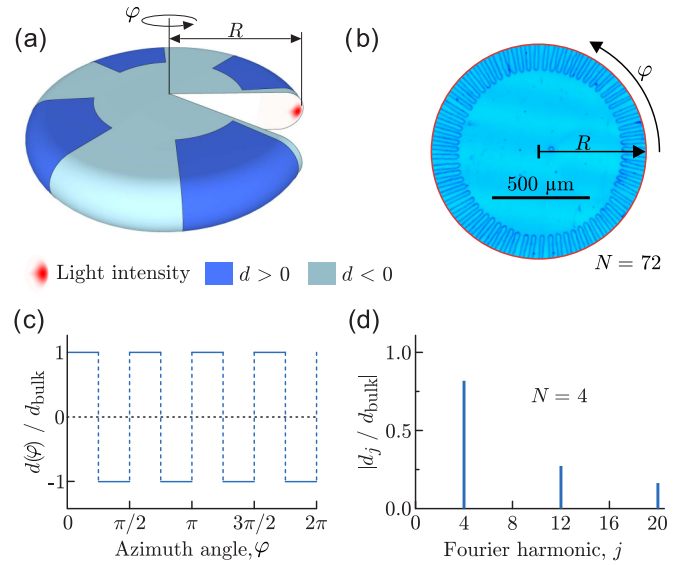 (a)
φ
R
(b)
φ
R
500 μm
N = 72
Light intensity
d > 0
d < 0
(c)
1
0
-1
d(φ) / d_bulk
0
π/2
π
3π/2
2π
Azimuth angle,φ
(d)
1.0
0.5
0.0
|d_j / d_bulk|
N = 4
0
4
8
12
16
20
Fourier harmonic, j